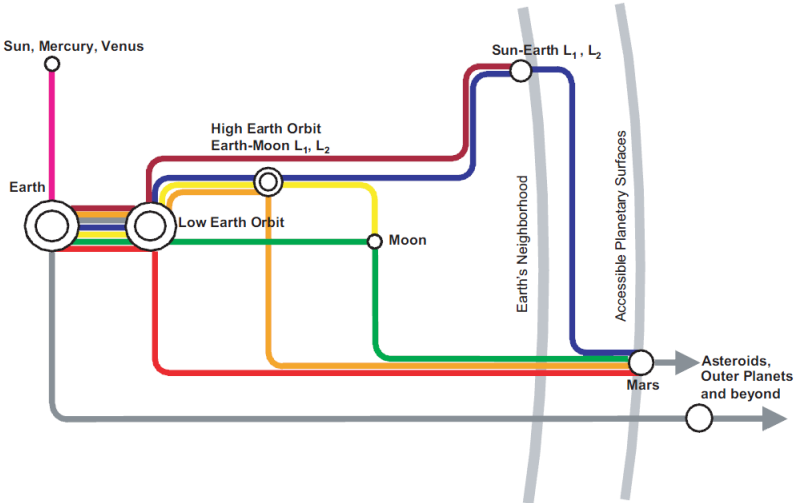 Sun, Mercury, Venus
Sun-Earth L1, L2
High Earth Orbit
Earth-Moon L1, L2
Earth
Low Earth Orbit
Moon
Earth's Neighborhood
Accessible Planetary Surfaces
Mars
Asteroids,
Outer Planets
and beyond